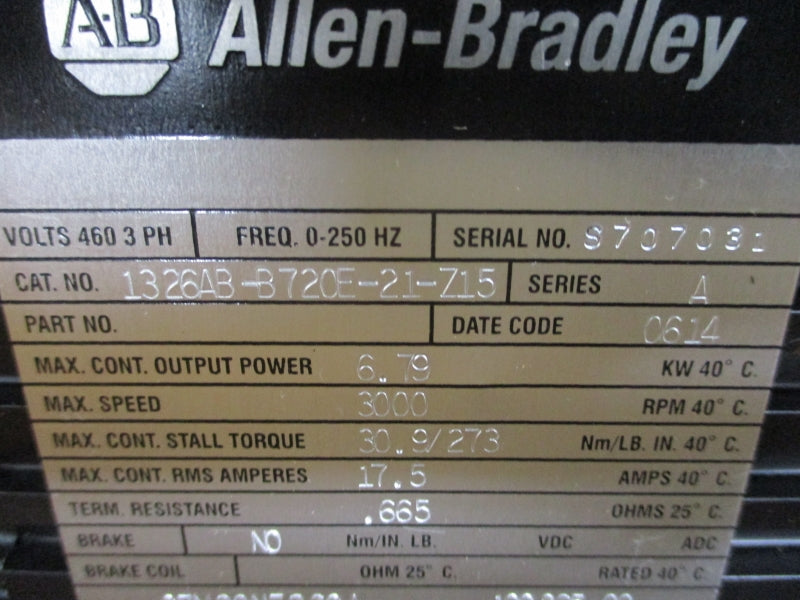 A-B Allen-Bradley
VOLTS 460 3 PH FREQ. 0-250 HZ SERIAL NO. S707031
CAT. NO. 1326AB-B720E-21-Z15 SERIES A
PART NO. DATE CODE 0614
MAX. CONT. OUTPUT POWER 6.79 KW 40° C.
MAX. SPEED 3000 RPM 40° C.
MAX. CONT. STALL TORQUE 30.9/273 Nm/LB. IN. 40° C.
MAX. CONT. RMS AMPERES 17.5 AMPS 40° C.
TERM. RESISTANCE .665 OHMS 25° C.
BRAKE NO Nm/IN. LB. VDC ADC
BRAKE COIL OHM 25° C. RATED 40° C.